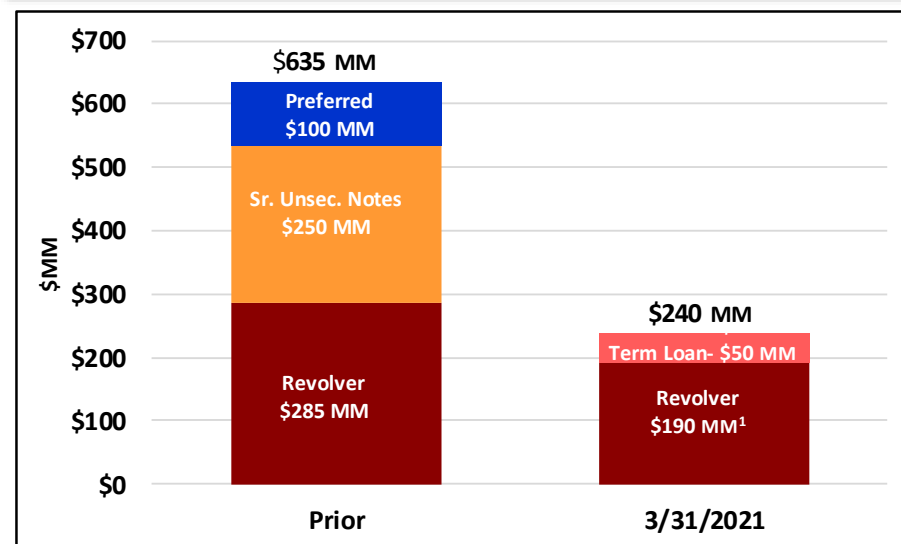 $700
$600
$500
$400
$300
$200
$100
$0
$MM
$635 MM
Preferred
$100 MM
Sr. Unsec. Notes
$250 MM
Revolver
$285 MM
$240 MM
Term Loan- $50 MM
Revolver
$190 MM¹
Prior
3/31/2021